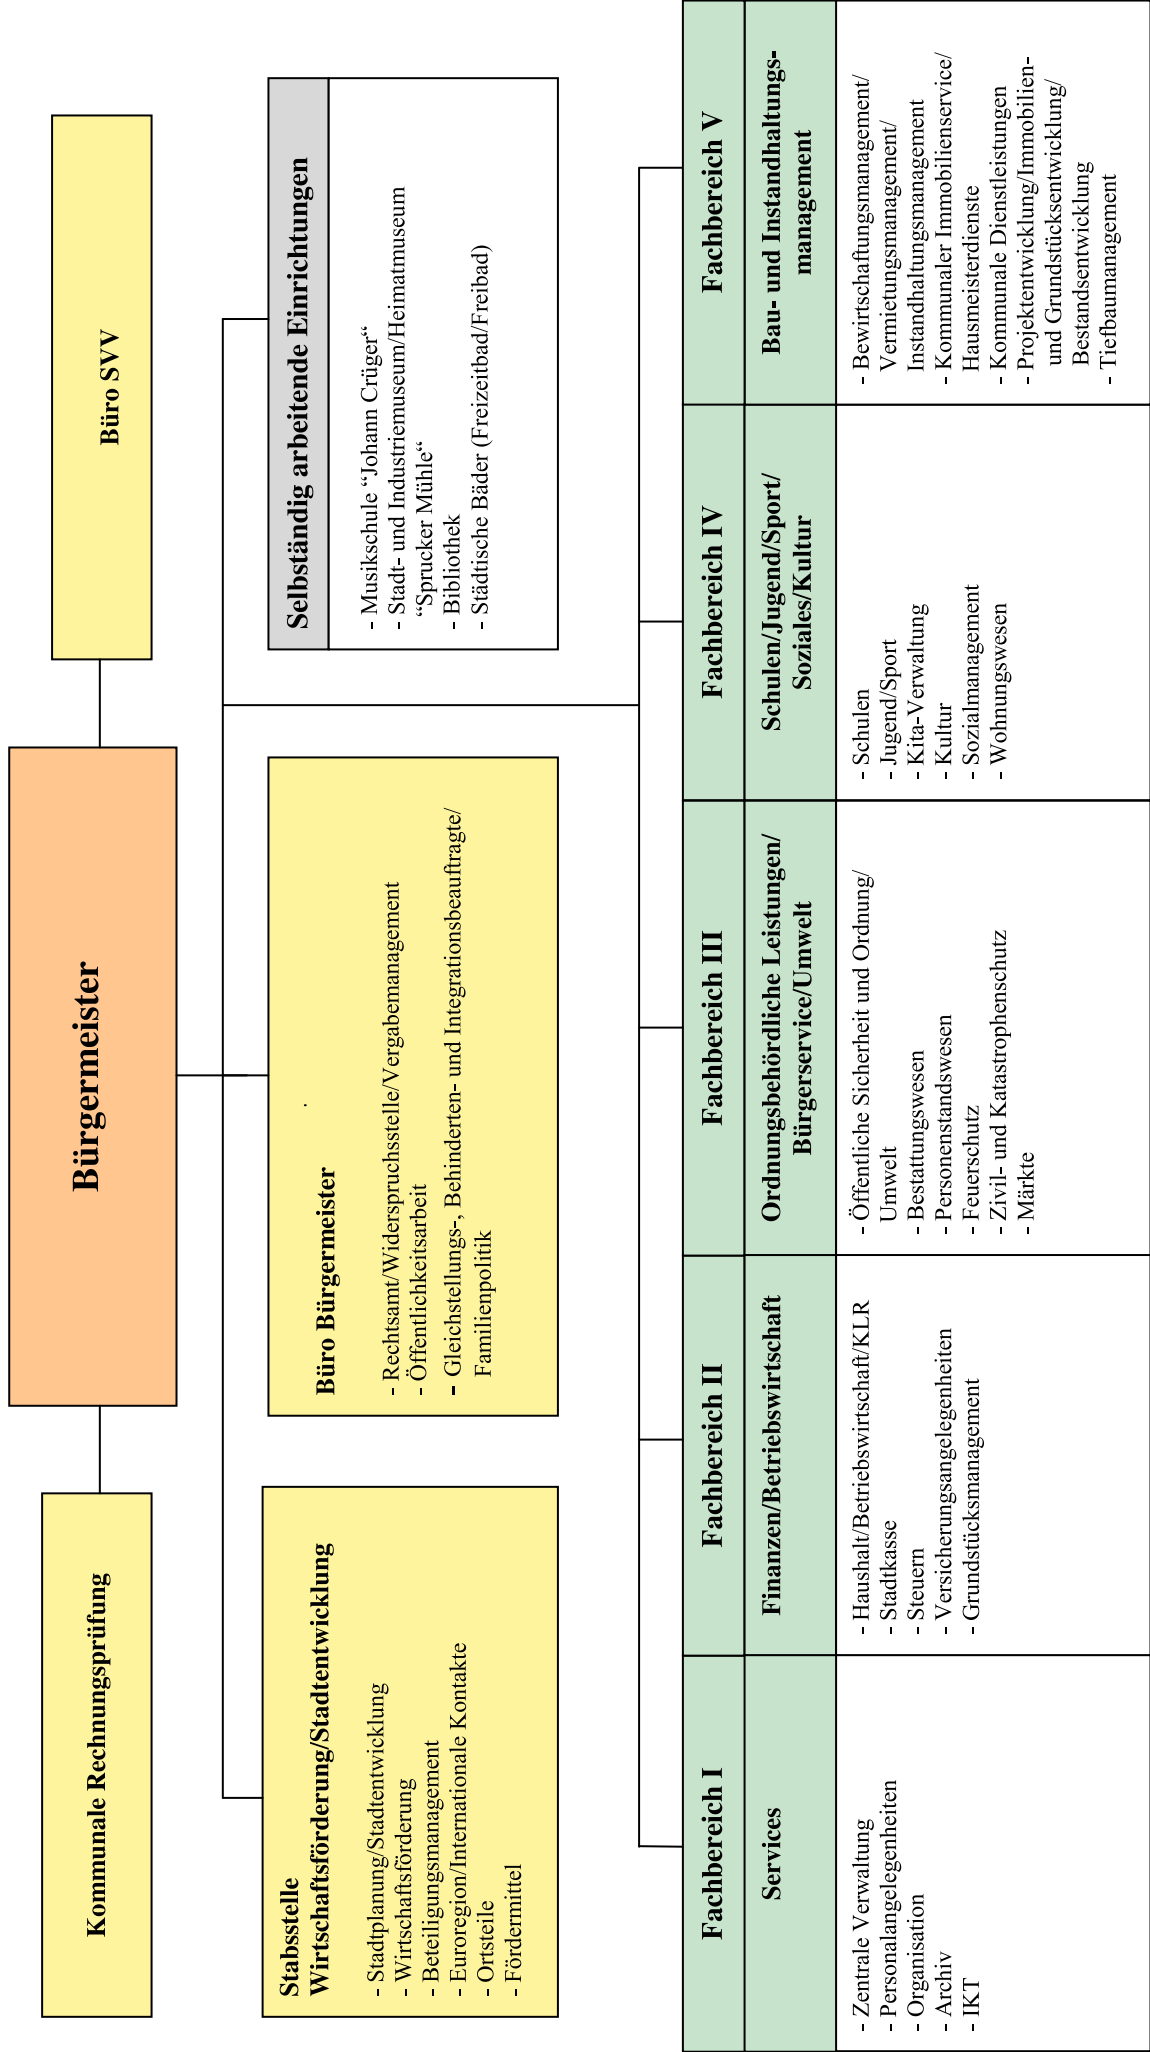 Kommunale Rechnungsprüfung
Bürgermeister
Büro SVV
Stabsstelle
Wirtschaftsförderung/Stadtentwicklung
- Stadtplanung/Stadtentwicklung
- Wirtschaftsförderung
- Beteiligungsmanagement
- Euroregion/Internationale Kontakte
- Ortsteile
- Fördermittel
Büro Bürgermeister
- Rechtsamt/Widerspruchsstelle/Vergabemanagement
- Öffentlichkeitsarbeit
- Gleichstellungs-, Behinderten- und Integrationsbeauftragte/
Familienpolitik
Selbständig arbeitende Einrichtungen
- Musikschule “Johann Crüger“
- Stadt- und Industriemuseum/Heimatmuseum
“Sprucker Mühle“
- Bibliothek
- Städtische Bäder (Freizeitbad/Freibad)
Fachbereich I
Services
- Zentrale Verwaltung
- Personalangelegenheiten
- Organisation
- Archiv
- IKT
Fachbereich II
Finanzen/Betriebswirtschaft
- Haushalt/Betriebswirtschaft/KLR
- Stadtkasse
- Steuern
- Versicherungsangelegenheiten
- Grundstücksmanagement
Fachbereich III
Ordnungsbehördliche Leistungen/
Bürgerservice/Umwelt
- Öffentliche Sicherheit und Ordnung/
Umwelt
- Bestattungswesen
- Personenstandswesen
- Feuerschutz
- Zivil- und Katastrophenschutz
- Märkte
Fachbereich IV
Schulen/Jugend/Sport/
Soziales/Kultur
- Schulen
- Jugend/Sport
- Kita-Verwaltung
- Kultur
- Sozialmanagement
- Wohnungswesen
Fachbereich V
Bau- und Instandhaltungs-
management
- Bewirtschaftungsmanagement/
Vermietungsmanagement/
Instandhaltungsmanagement
- Kommunaler Immobilienservice/
Hausmeisterdienste
- Kommunale Dienstleistungen
- Projektentwicklung/Immobilien-
und Grundstücksentwicklung/
Bestandsentwicklung
- Tiefbaumanagement